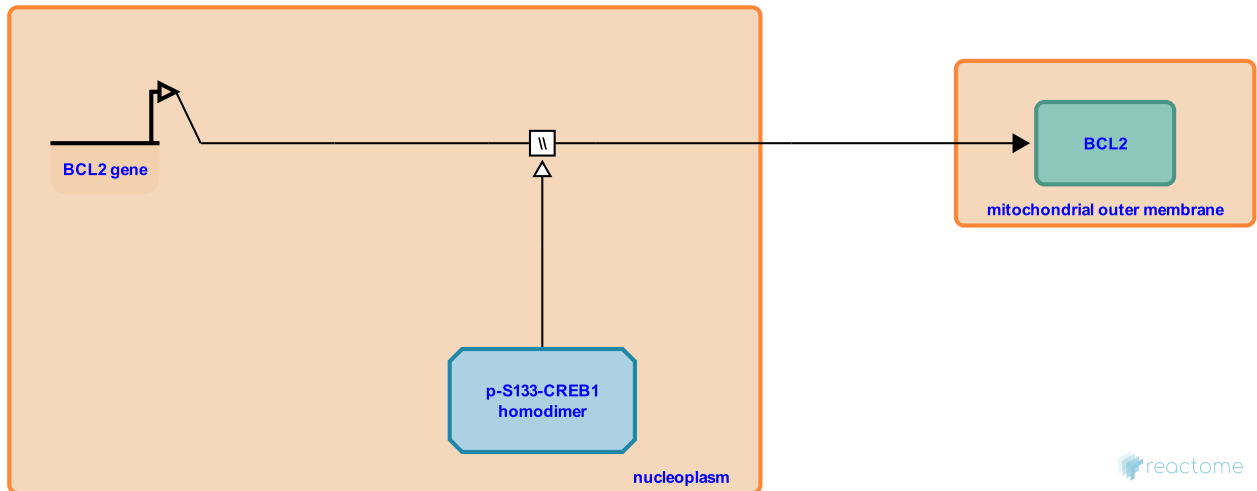 BCL2 gene
\\
BCL2
mitochondrial outer membrane
p-S133-CREB1
homodimer
nucleoplasm
reactome